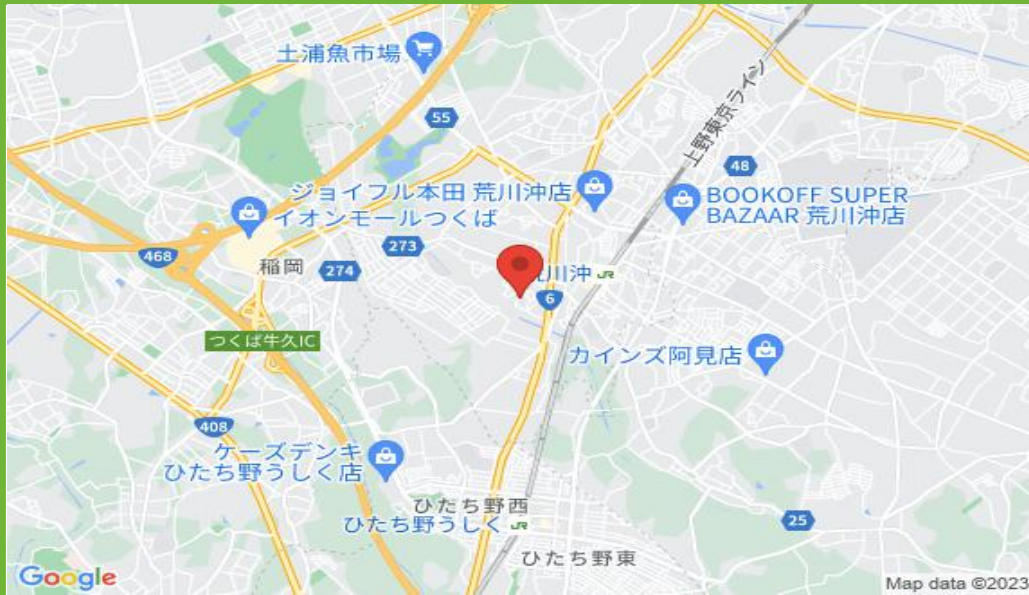 土浦魚市場
55
上野東京ライン
48
ジョイフル本田 荒川沖店
BOOKOFF SUPER
BAZAAR 荒川沖店
イオンモールつくば
468
稲岡
273
274
川沖 JR
6
つくば牛久IC
カインズ阿見店
408
ケーズデンキ
ひたち野うしく店
ひたち野西
ひたち野うしく JR
25
ひたち野東
Google
Map data ©2023